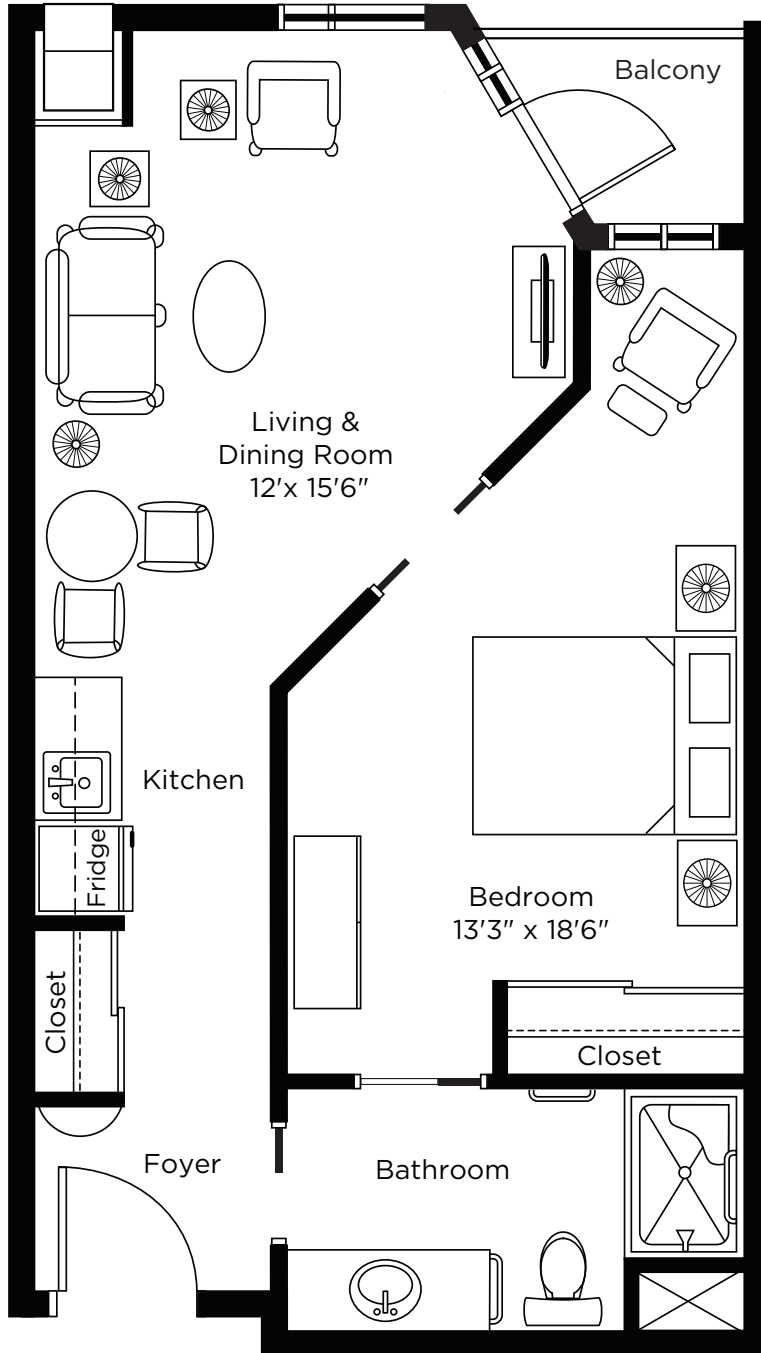 Balcony
Living &
Dining Room
12'x 15'6"
Kitchen
Fridge
Bedroom
13'3" x 18'6"
Closet
Closet
Foyer
Bathroom